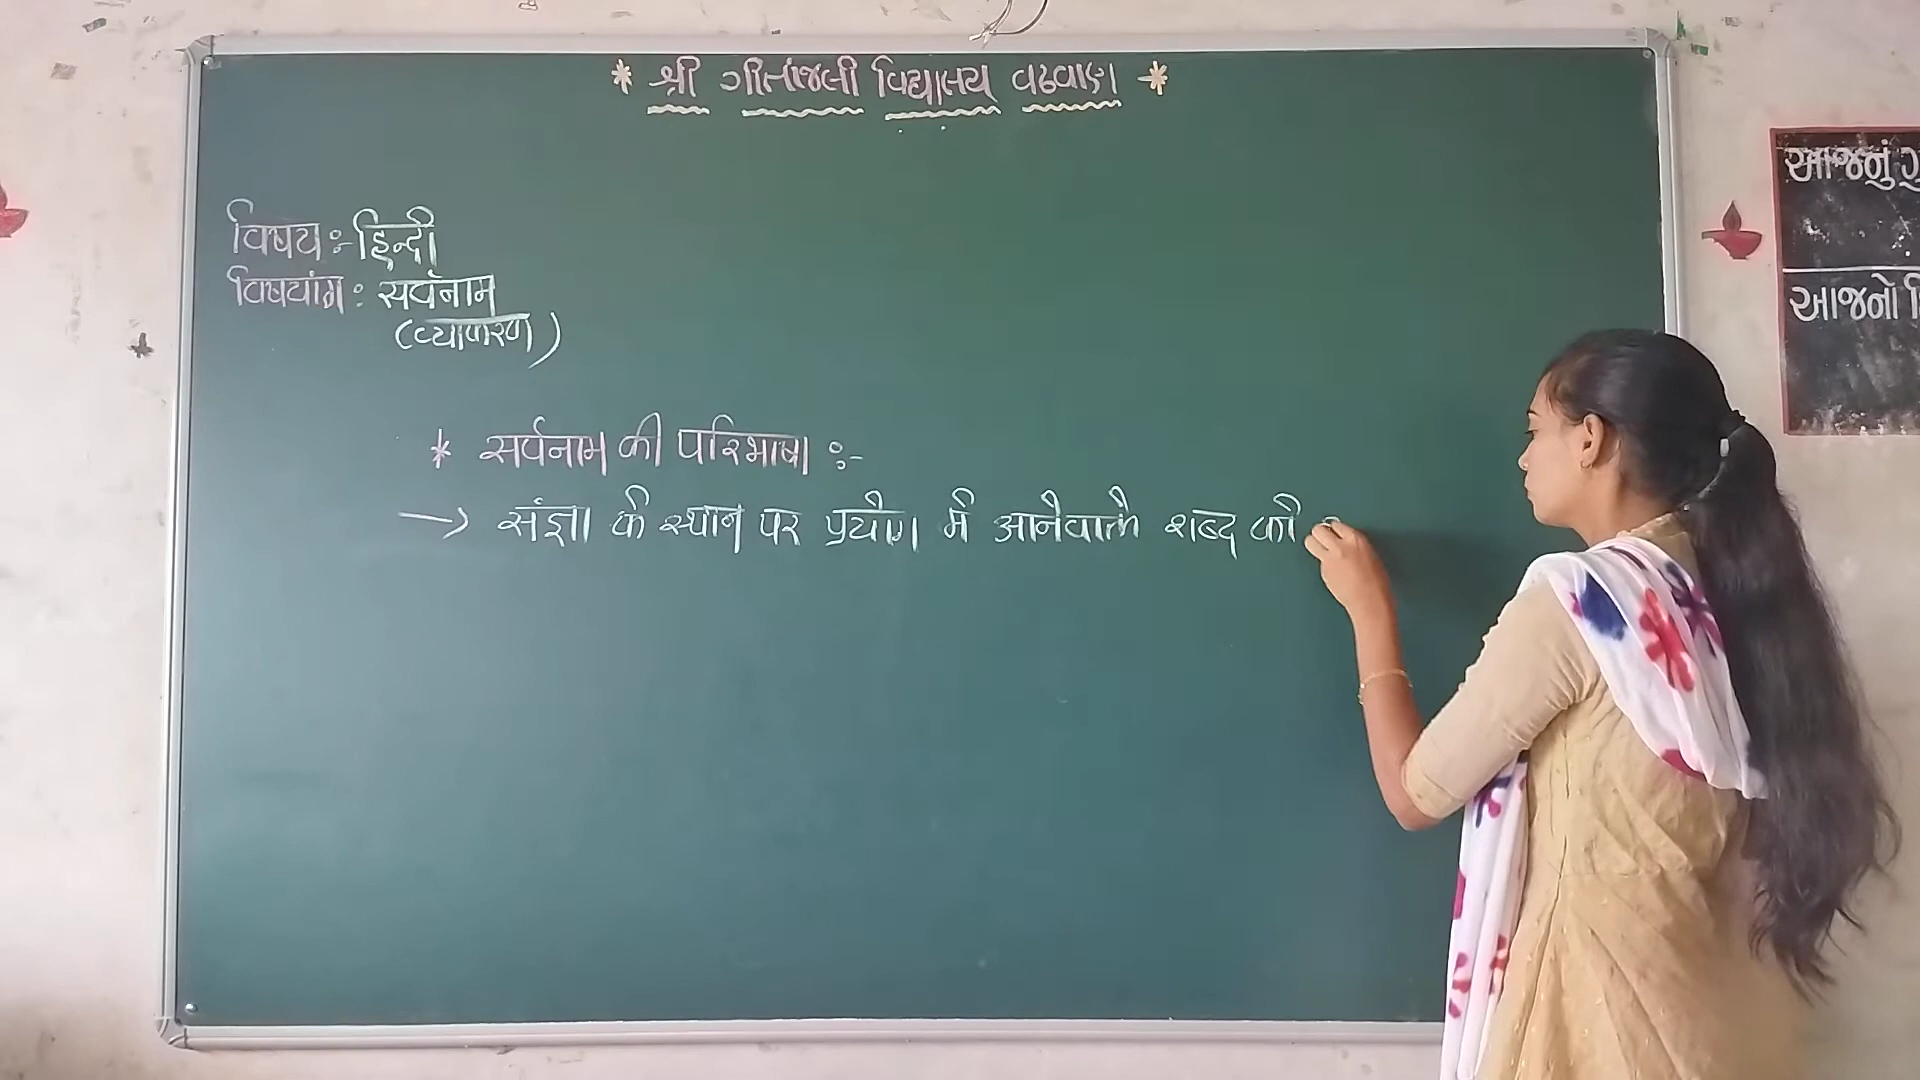 * श्री गीतांजली विद्यालय वढवाण *
विषय :- हिन्दी
विषयांग : सर्वनाम
(व्याकरण)
* सर्वनाम की परिभाषा :-
→ संज्ञा के स्थान पर प्रयोग में आनेवाले शब्द को
આજનું
આજનો